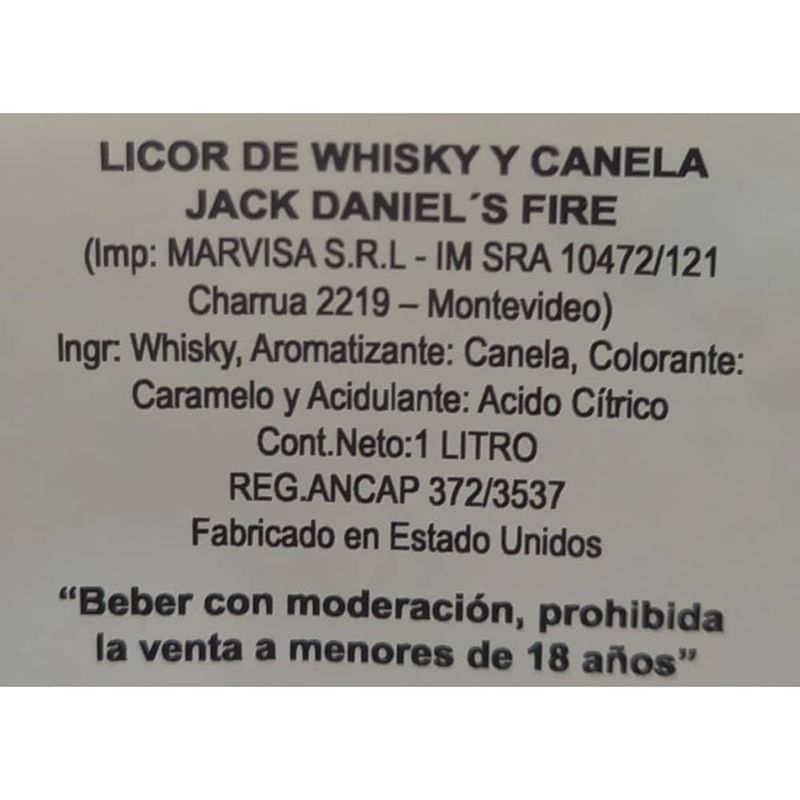 LICOR DE WHISKY Y CANELA
JACK DANIEL´S FIRE
(Imp: MARVISA S.R.L - IM SRA 10472/121
Charrua 2219 – Montevideo)
Ingr: Whisky, Aromatizante: Canela, Colorante:
Caramelo y Acidulante: Acido Cítrico
Cont.Neto:1 LITRO
REG.ANCAP 372/3537
Fabricado en Estado Unidos
“Beber con moderación, prohibida
la venta a menores de 18 años”